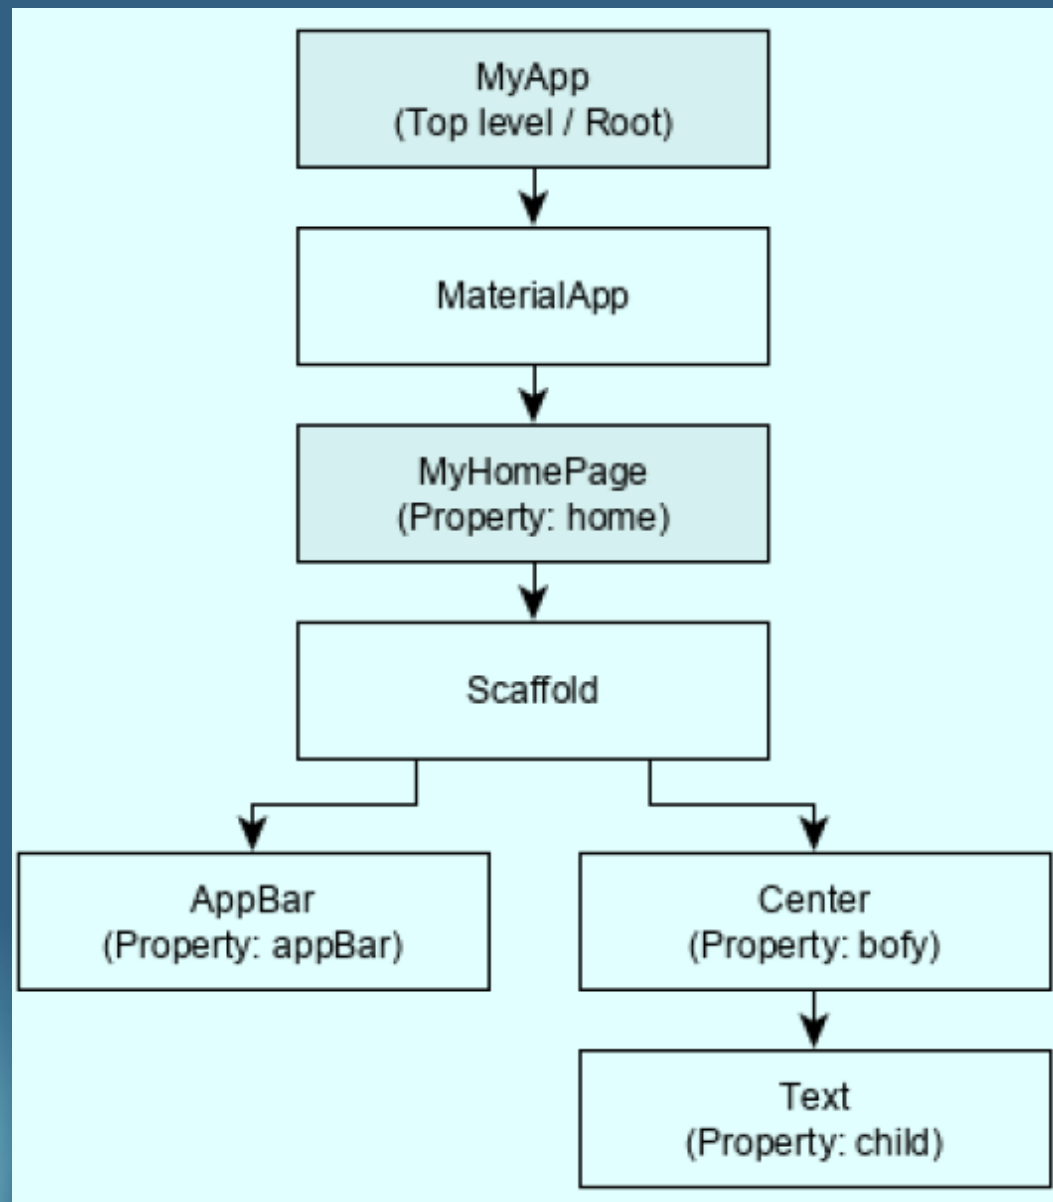 MyApp
(Top level / Root)
MaterialApp
MyHomePage
(Property: home)
Scaffold
AppBar
(Property: appBar)
Center
(Property: bofy)
Text
(Property: child)